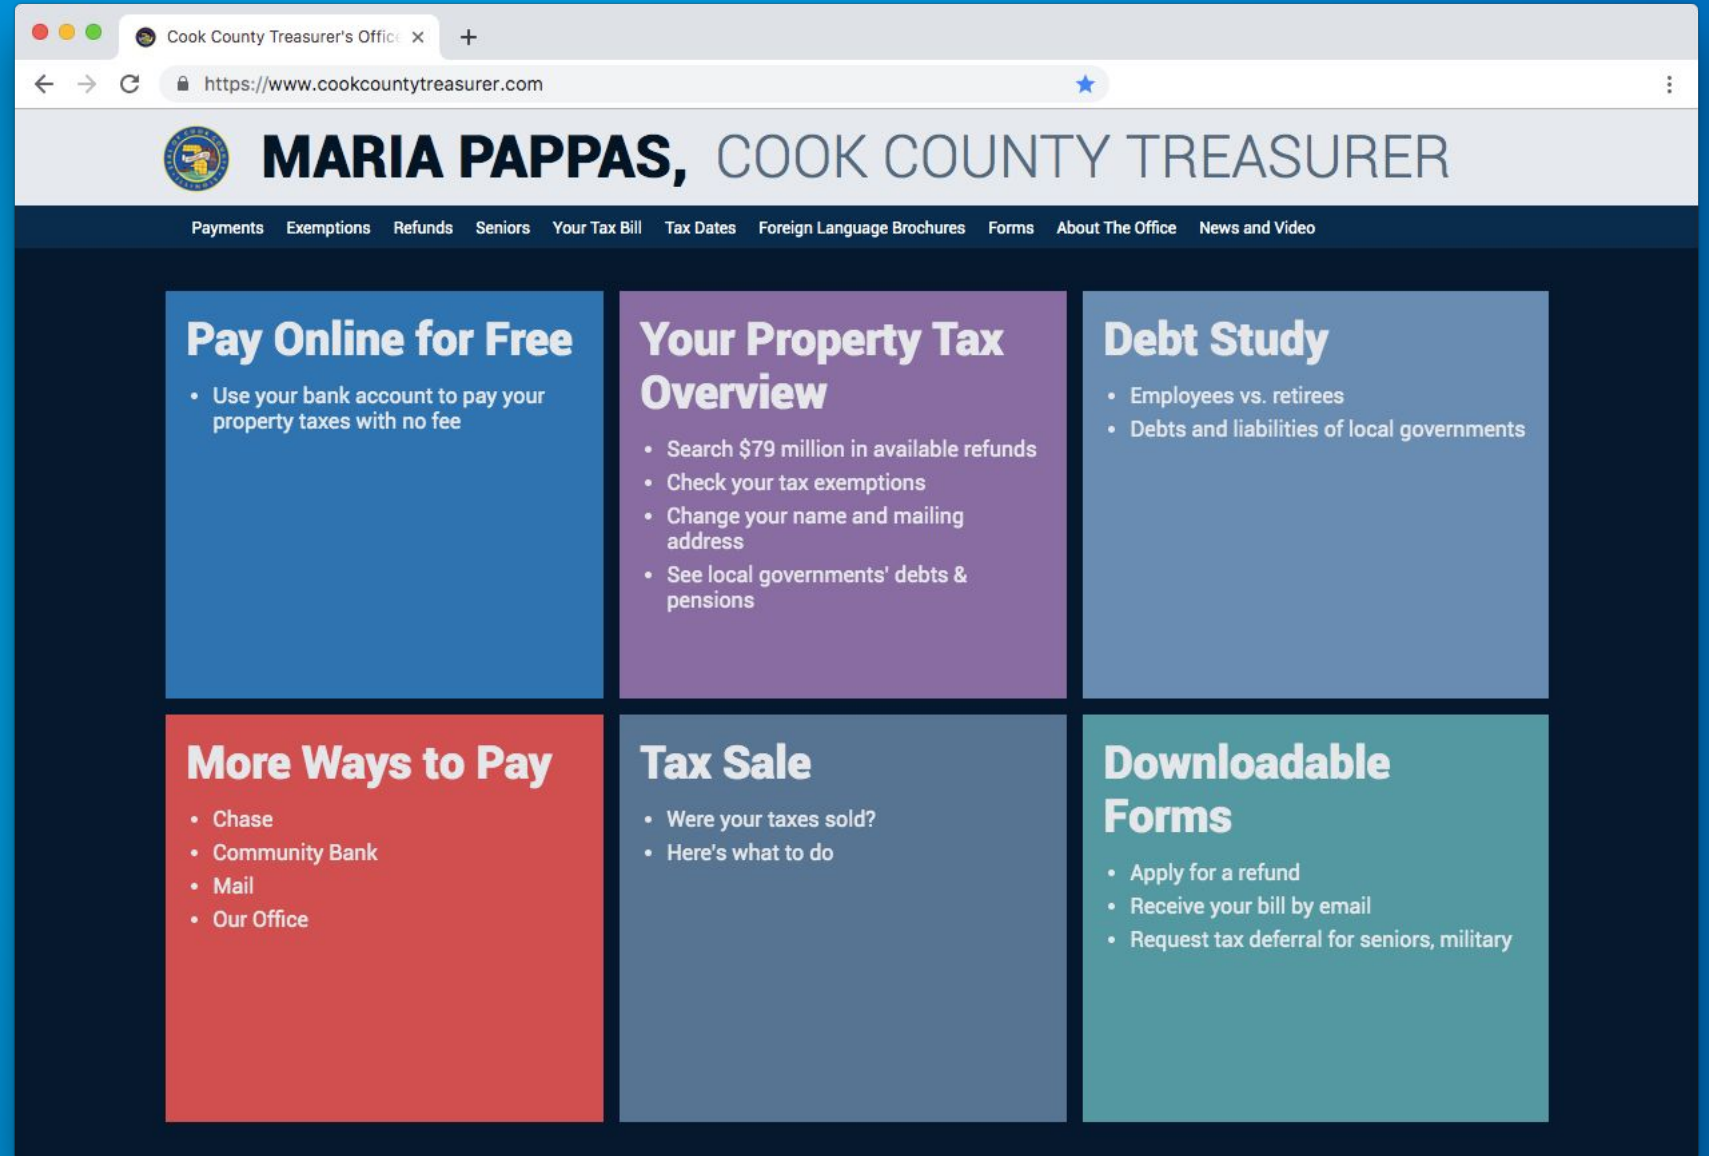 Cook County Treasurer's Offic
https://www.cookcountytreasurer.com
MARIA PAPPAS, COOK COUNTY TREASURER
Payments Exemptions Refunds Seniors Your Tax Bill Tax Dates Foreign Language Brochures Forms About The Office News and Video
Pay Online for Free
• Use your bank account to pay your
property taxes with no fee
Your Property Tax
Overview
• Search $79 million in available refunds
• Check your tax exemptions
• Change your name and mailing
address
• See local governments' debts &
pensions
Debt Study
• Employees vs. retirees
• Debts and liabilities of local governments
More Ways to Pay
• Chase
• Community Bank
• Mail
• Our Office
Tax Sale
• Were your taxes sold?
• Here's what to do
Downloadable
Forms
• Apply for a refund
• Receive your bill by email
• Request tax deferral for seniors, military